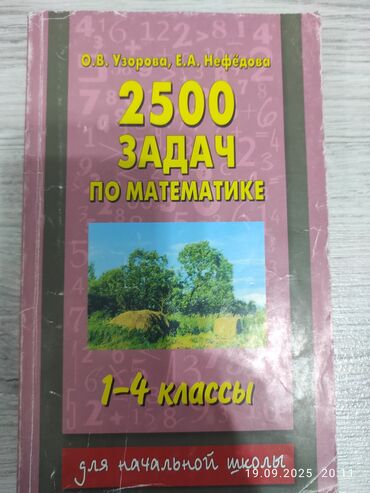 О.В. Узорова, Е.А. Нефёдова
2500
ЗАДАЧ
ПО МАТЕМАТИКЕ
1-4 классы
для начальной школы
19.09.2025 20:11